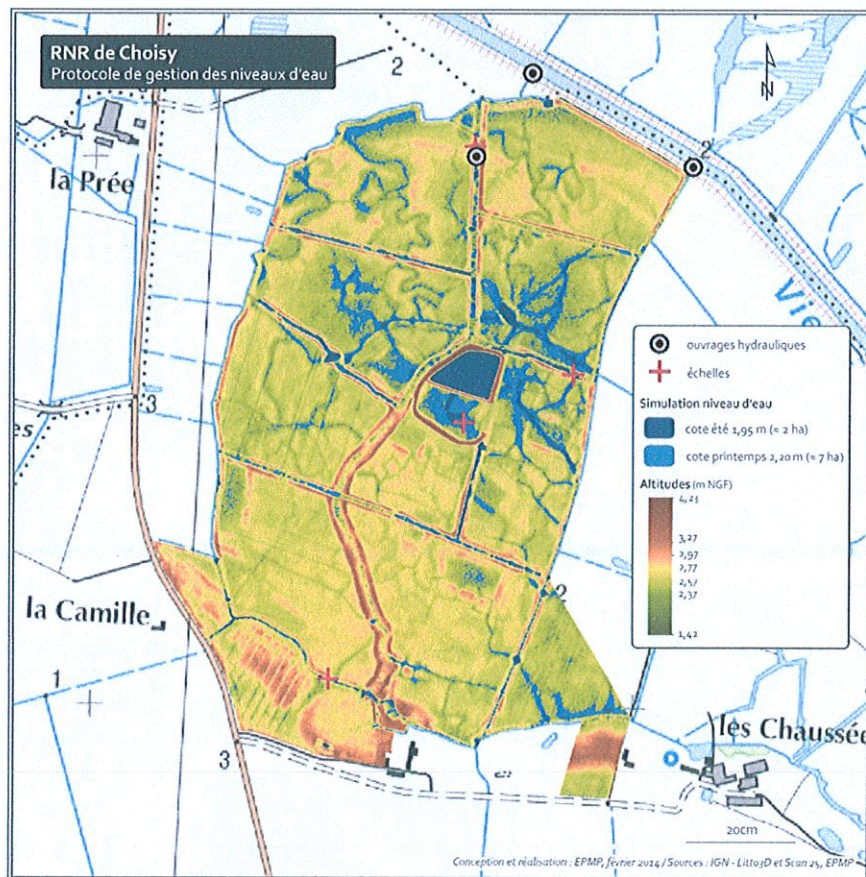 RNR de Choisy
Protocole de gestion des niveaux d'eau
2
la Prée
2
Vie
ouvrages hydrauliques
échelles
Simulation niveau d'eau
cote été 1,95 m (≈ 2 ha)
cote printemps 2,20 m (≈ 7 ha)
Altitudes (m NGF)
4,23
3,27
2,97
2,77
2,57
2,37
1,42
3
es
2
la Camille
1
3
les Chaussée
20cm
Conception et réalisation : EPMP, février 2014 / Sources : IGN - Litto3D et Scan 25, EPMP